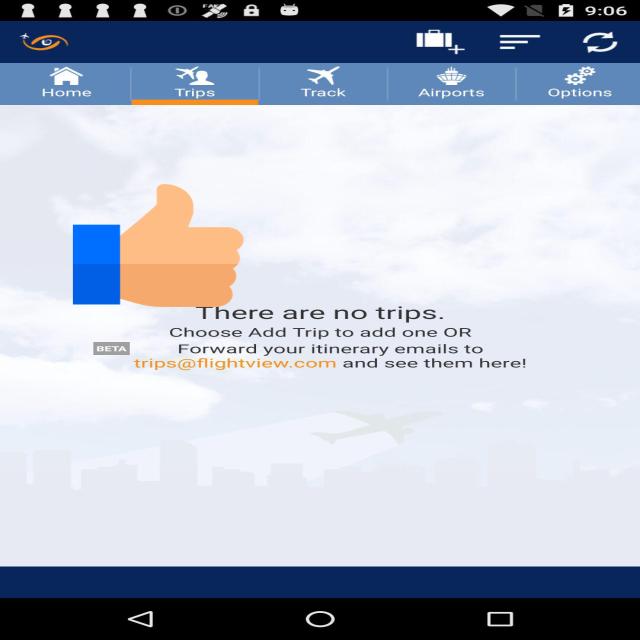 9:06
Home
Trips
Track
Airports
Options
There are no trips.
Choose Add Trip to add one OR
BETA Forward your itinerary emails to
trips@flightview.com and see them here!